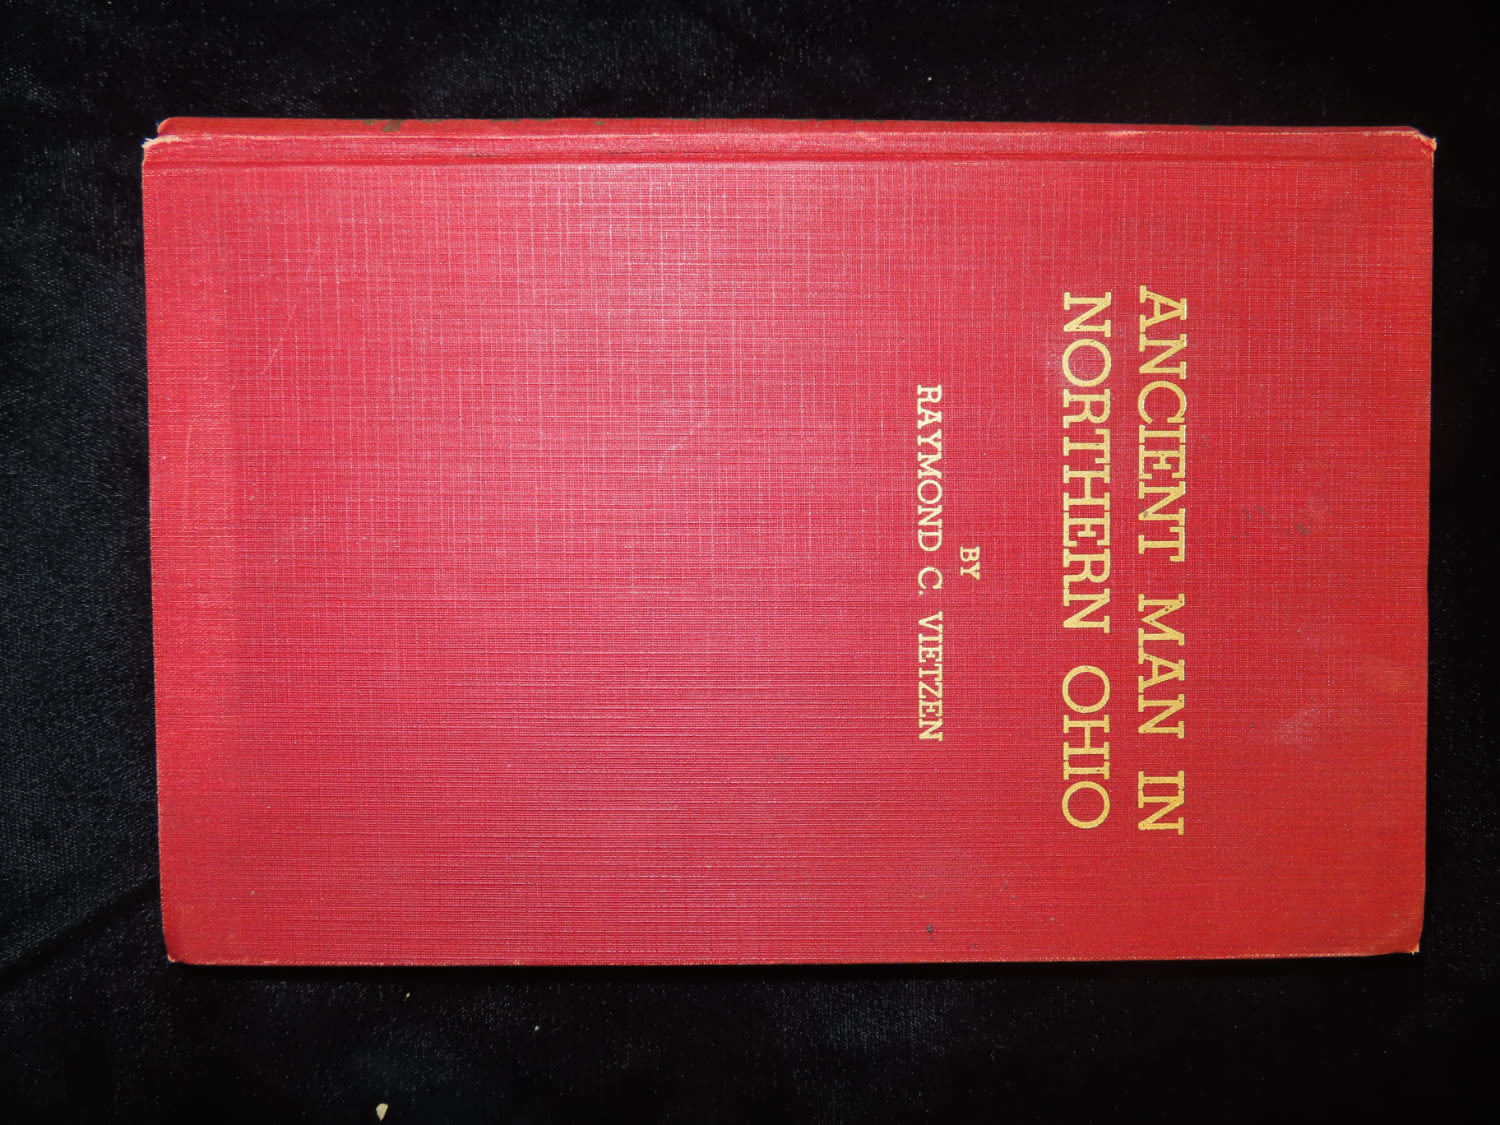 ANCIENT MAN IN
NORTHERN OHIO
BY
RAYMOND C. VIETZEN